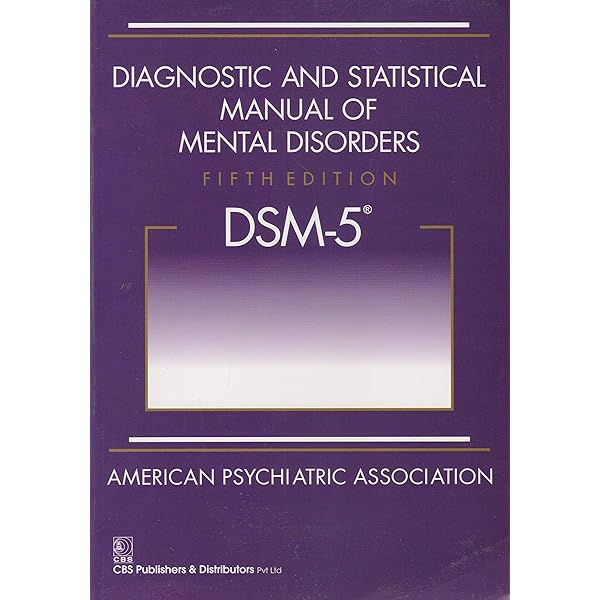 DIAGNOSTIC AND STATISTICAL
MANUAL OF
MENTAL DISORDERS
FIFTH EDITION
DSM-5®
AMERICAN PSYCHIATRIC ASSOCIATION
CBS
CBS Publishers & Distributors Pvt Ltd